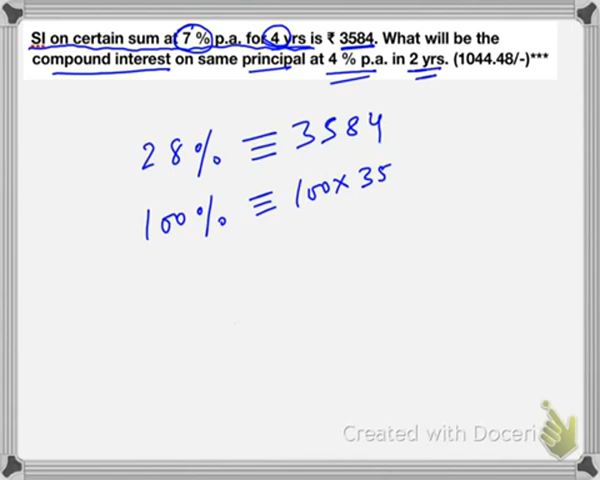 SI on certain sum at 7 % p.a. for 4 yrs is ₹ 3584. What will be the
compound interest on same principal at 4 % p.a. in 2 yrs. (1044.48/-)***
28% ≡ 3584
100% ≡ 100×35
Created with Doceri